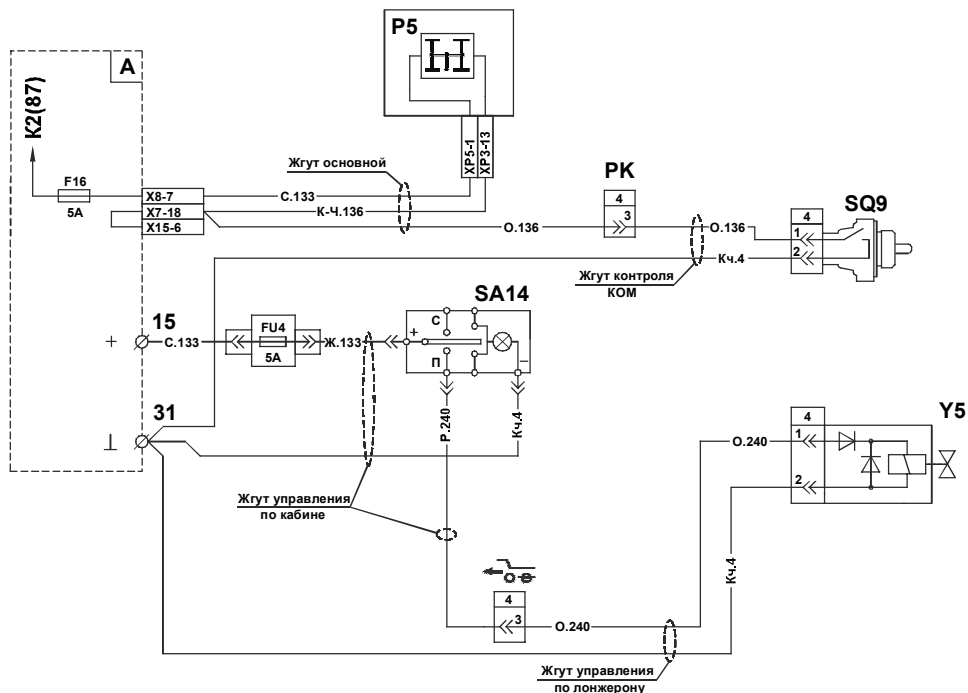 P5
A
K2(87)
XP5-1
XP3-13
Жгут основной
F16
5A
X8-7
X7-18
X15-6
С.133
К-Ч.136
О.136
PK
4
3
О.136
Кч.4
4
1
2
SQ9
Жгут контроля
КОМ
SA14
15
+
С.133
FU4
5A
Ж.133
+
С
П
–
31
⊥
Р.240
Кч.4
Жгут управления
по кабине
Y5
4
1
2
О.240
Кч.4
4
3
О.240
Жгут управления
по лонжерону